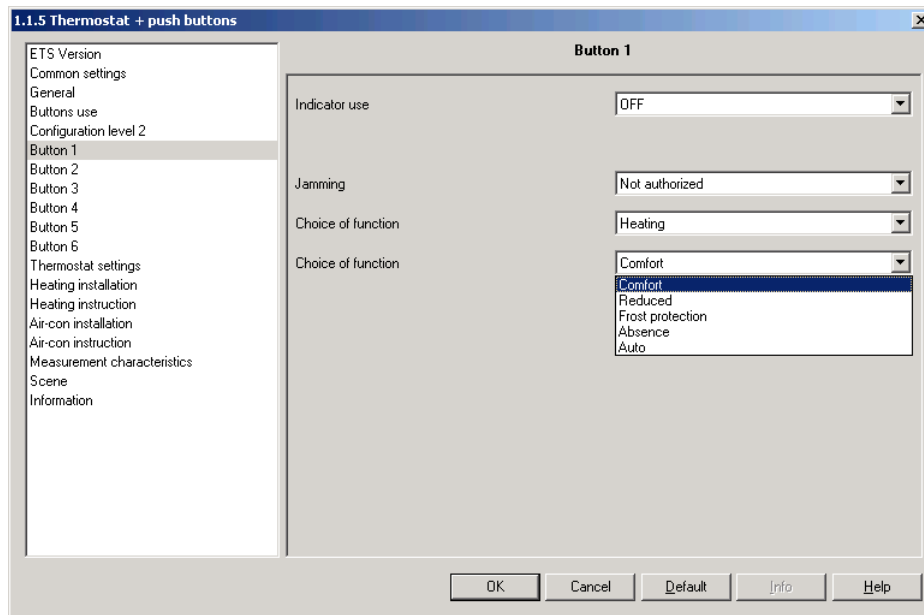 1.1.5 Thermostat + push buttons
ETS Version
Common settings
General
Buttons use
Configuration level 2
Button 1
Button 2
Button 3
Button 4
Button 5
Button 6
Thermostat settings
Heating installation
Heating instruction
Air-con installation
Air-con instruction
Measurement characteristics
Scene
Information
Button 1
Indicator use OFF
Jamming Not authorized
Choice of function Heating
Choice of function Comfort
Comfort
Reduced
Frost protection
Absence
Auto
OK Cancel Default Info Help